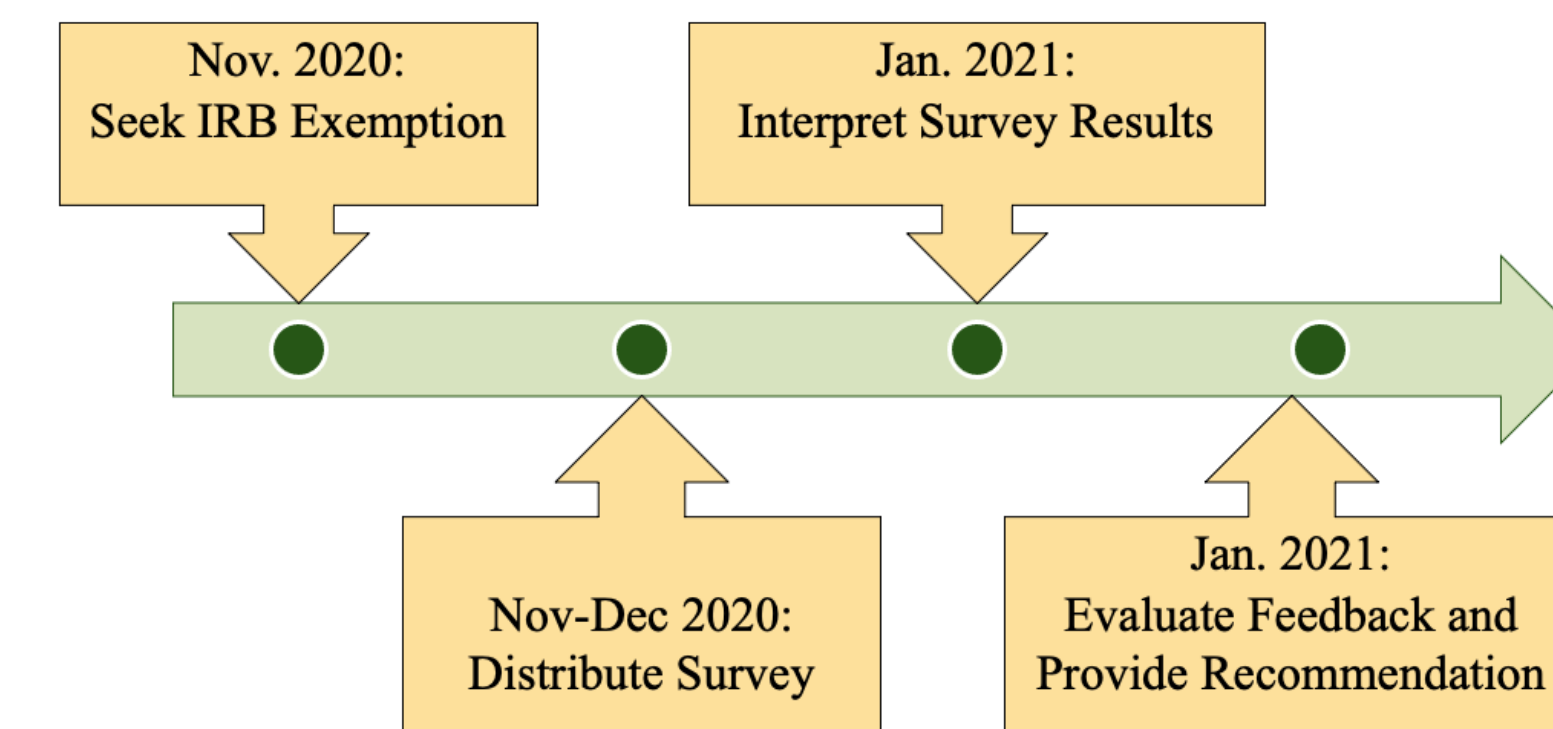 Nov. 2020:
Seek IRB Exemption
Jan. 2021:
Interpret Survey Results
Nov-Dec 2020:
Distribute Survey
Jan. 2021:
Evaluate Feedback and
Provide Recommendation